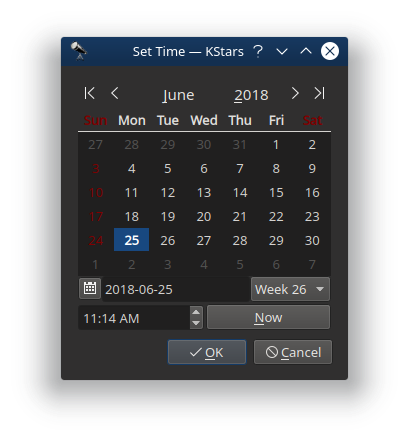 Set Time — KStars ?
June 2018
Sun Mon Tue Wed Thu Fri Sat
27 28 29 30 31 1 2
3 4 5 6 7 8 9
10 11 12 13 14 15 16
17 18 19 20 21 22 23
24 25 26 27 28 29 30
1 2 3 4 5 6 7
2018-06-25 Week 26
11:14 AM Now
OK Cancel